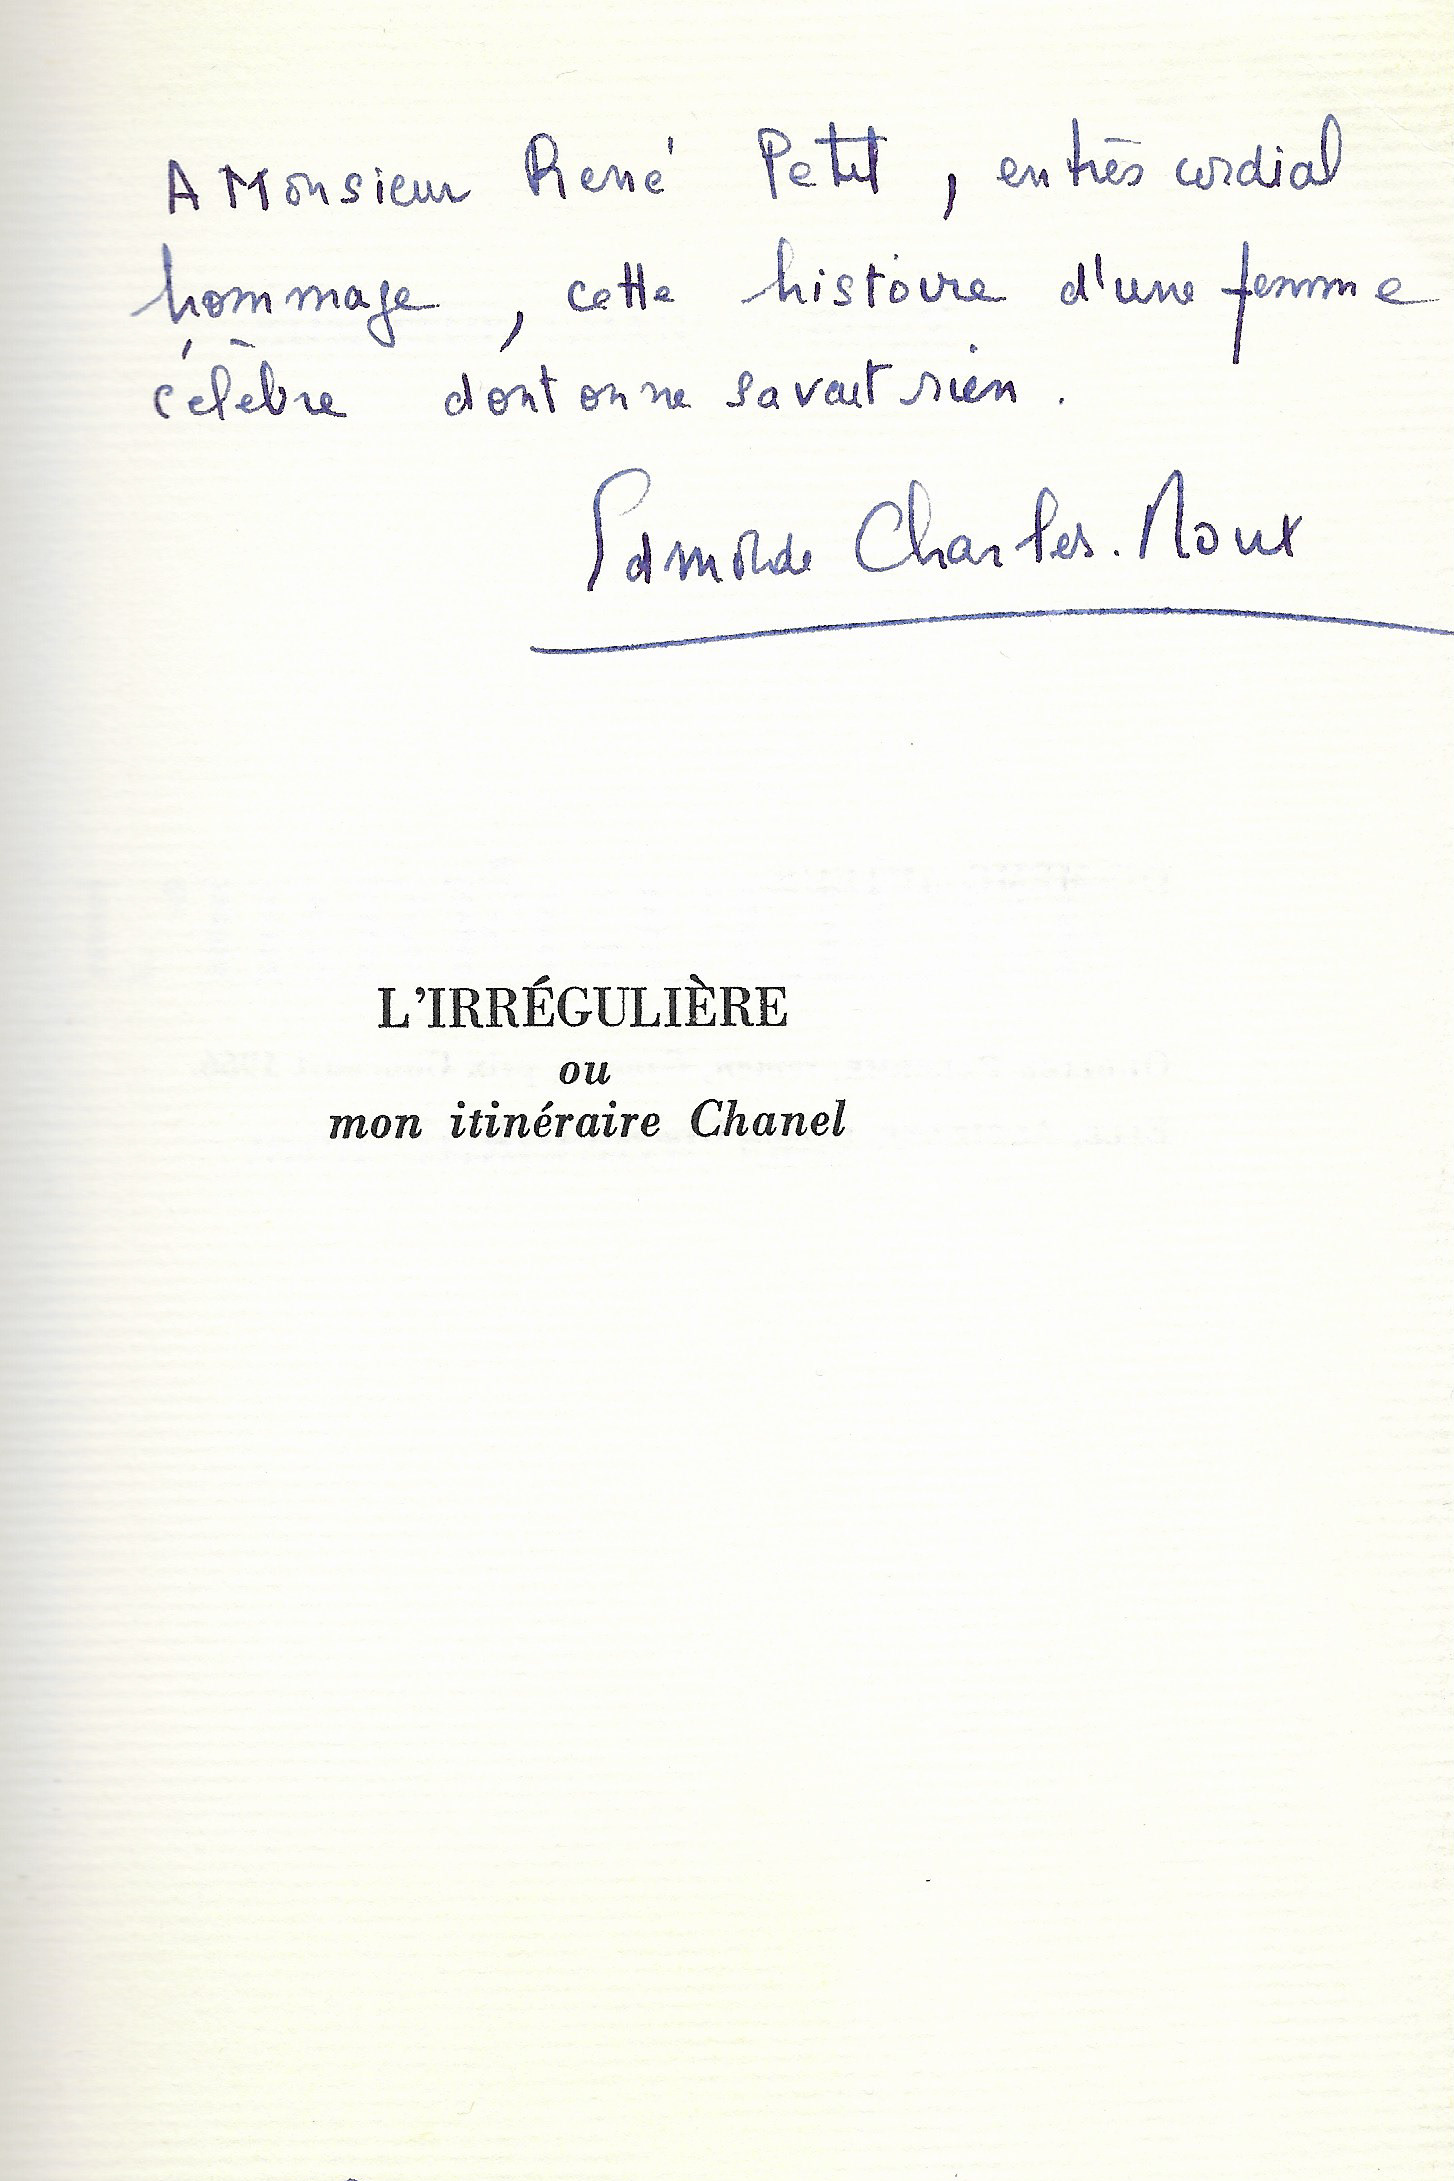 A Monsieur René Petit, en très cordial
hommage, cette histoire d'une femme
célèbre dont on ne savait rien.
Edmonde Charles-Roux
L'IRRÉGULIÈRE
ou
mon itinéraire Chanel